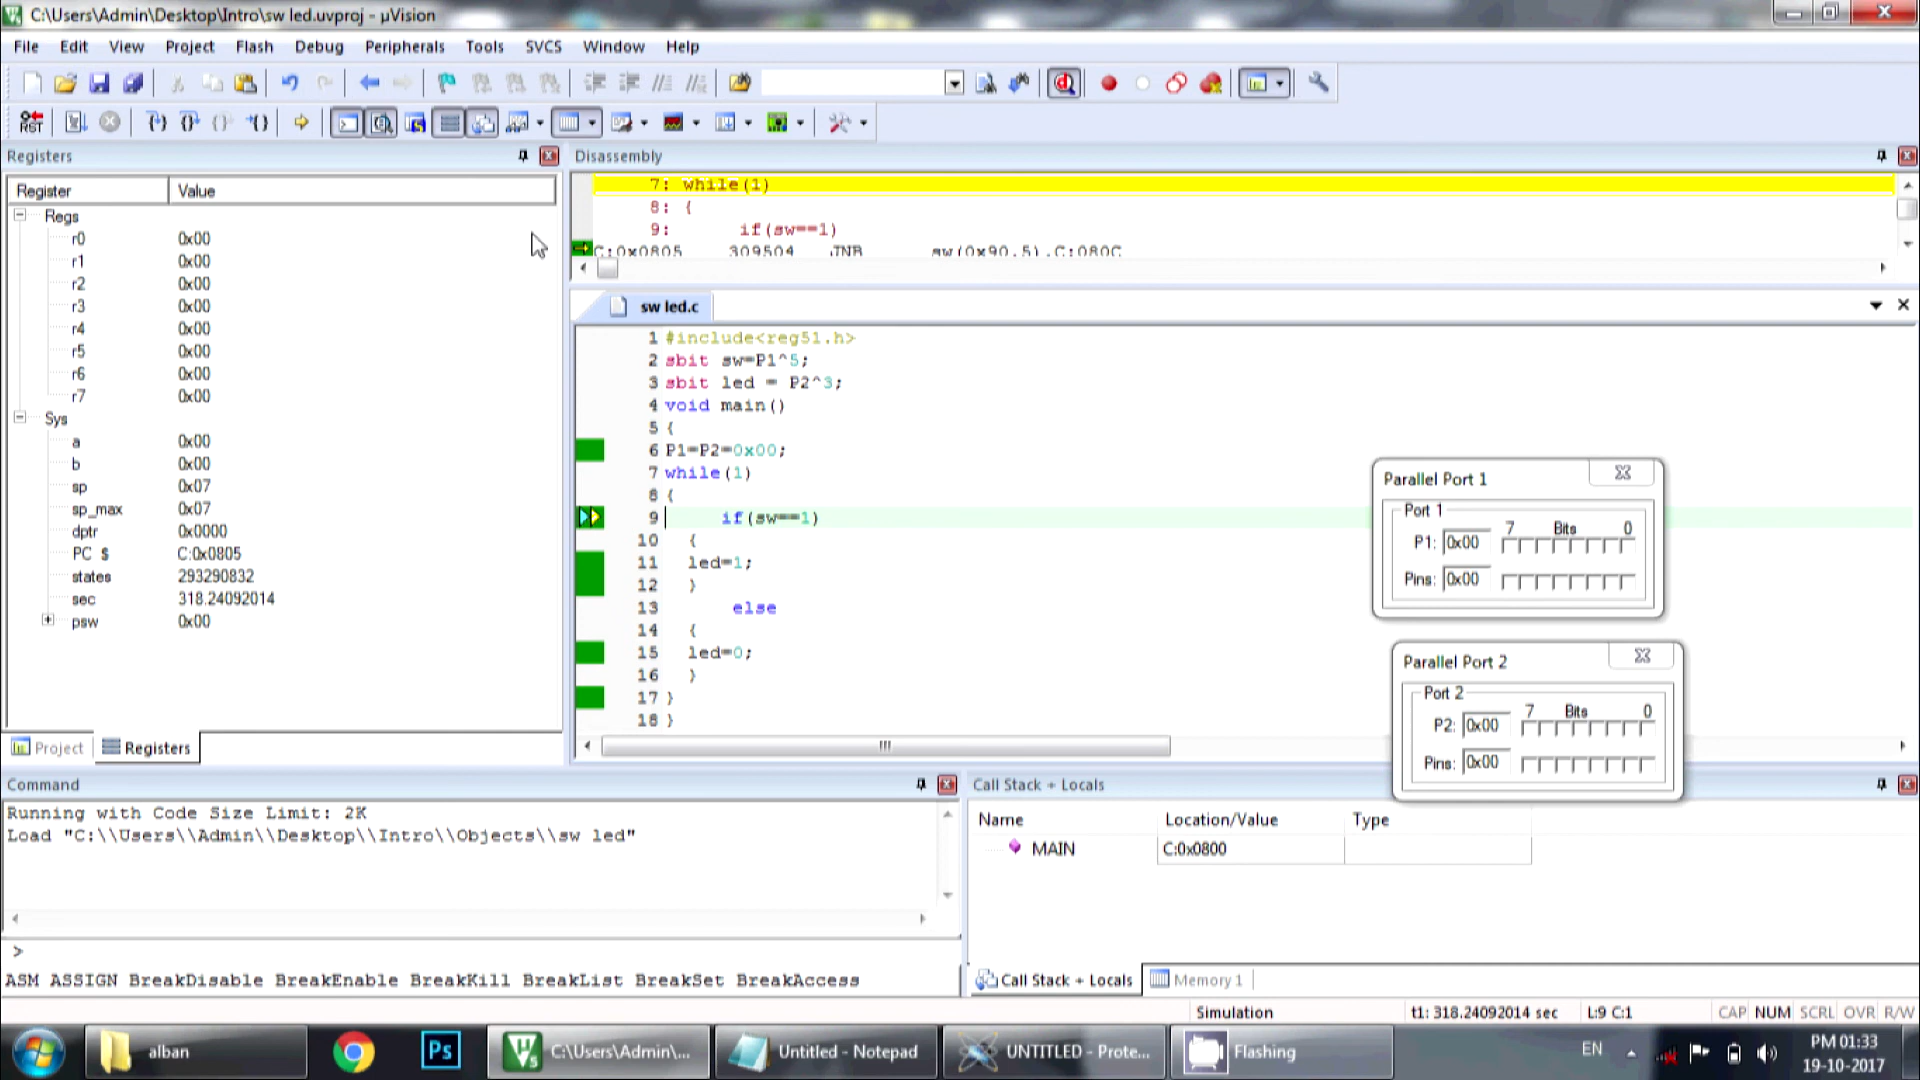 C:\Users\Admin\Desktop\Intro\sw led.uvproj - µVision
File Edit View Project Flash Debug Peripherals Tools SVCS Window Help
RST
Registers
Disassembly
Register Value
Regs
r0 0x00
r1 0x00
r2 0x00
r3 0x00
r4 0x00
r5 0x00
r6 0x00
r7 0x00
Sys
a 0x00
b 0x00
sp 0x07
sp_max 0x07
dptr 0x0000
PC $ C:0x0805
states 293290832
sec 318.24092014
psw 0x00
Project Registers
7: while(1)
8: {
9: if(sw==1)
C:0x0805 309504 JNB sw(0x90.5),C:080C
sw led.c
1 #include<reg51.h>
2 sbit sw=P1^5;
3 sbit led = P2^3;
4 void main()
5 {
6 P1=P2=0x00;
7 while(1)
8 {
9 if(sw==1)
10 {
11 led=1;
12 }
13 else
14 {
15 led=0;
16 }
17 }
18 }
Parallel Port 1
Port 1
7 Bits 0
P1: 0x00
Pins: 0x00
Parallel Port 2
Port 2
7 Bits 0
P2: 0x00
Pins: 0x00
Command
Running with Code Size Limit: 2K
Load "C:\\Users\\Admin\\Desktop\\Intro\\Objects\\sw led"
>
ASM ASSIGN BreakDisable BreakEnable BreakKill BreakList BreakSet BreakAccess
Call Stack + Locals
Name Location/Value Type
MAIN C:0x0800
Call Stack + Locals Memory 1
Simulation t1: 318.24092014 sec L:9 C:1 CAP NUM SCRL OVR R/W
alban
Ps
C:\Users\Admin\...
Untitled - Notepad
UNTITLED - Prote...
Flashing
EN
PM 01:33
19-10-2017